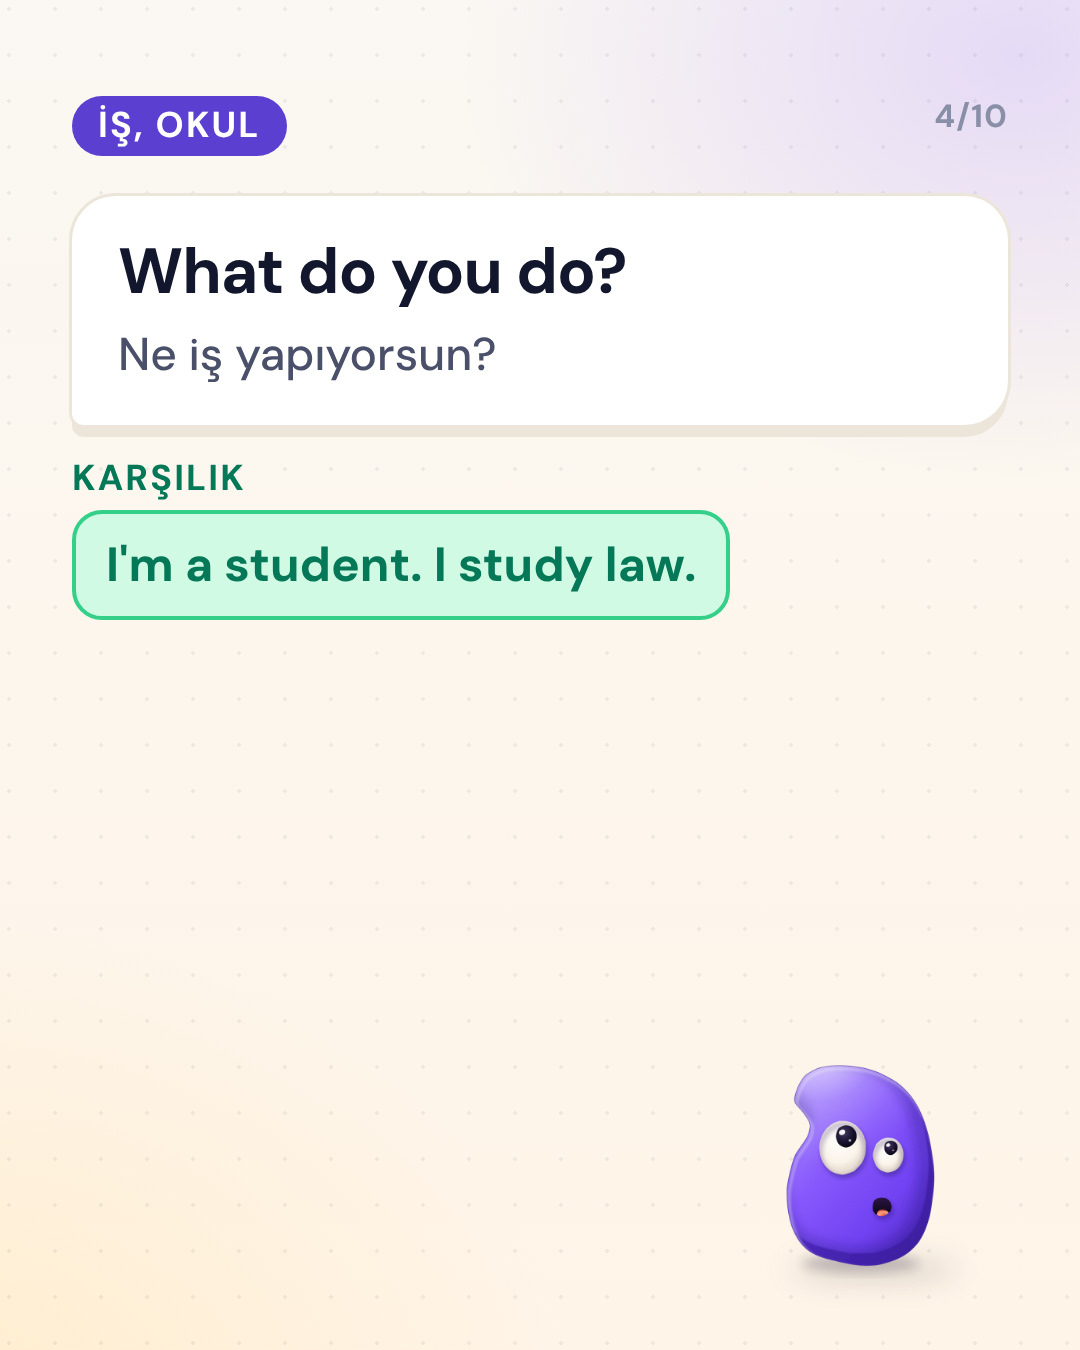 İŞ, OKUL
4/10
What do you do?
Ne iş yapıyorsun?
KARŞILIK
I'm a student. I study law.